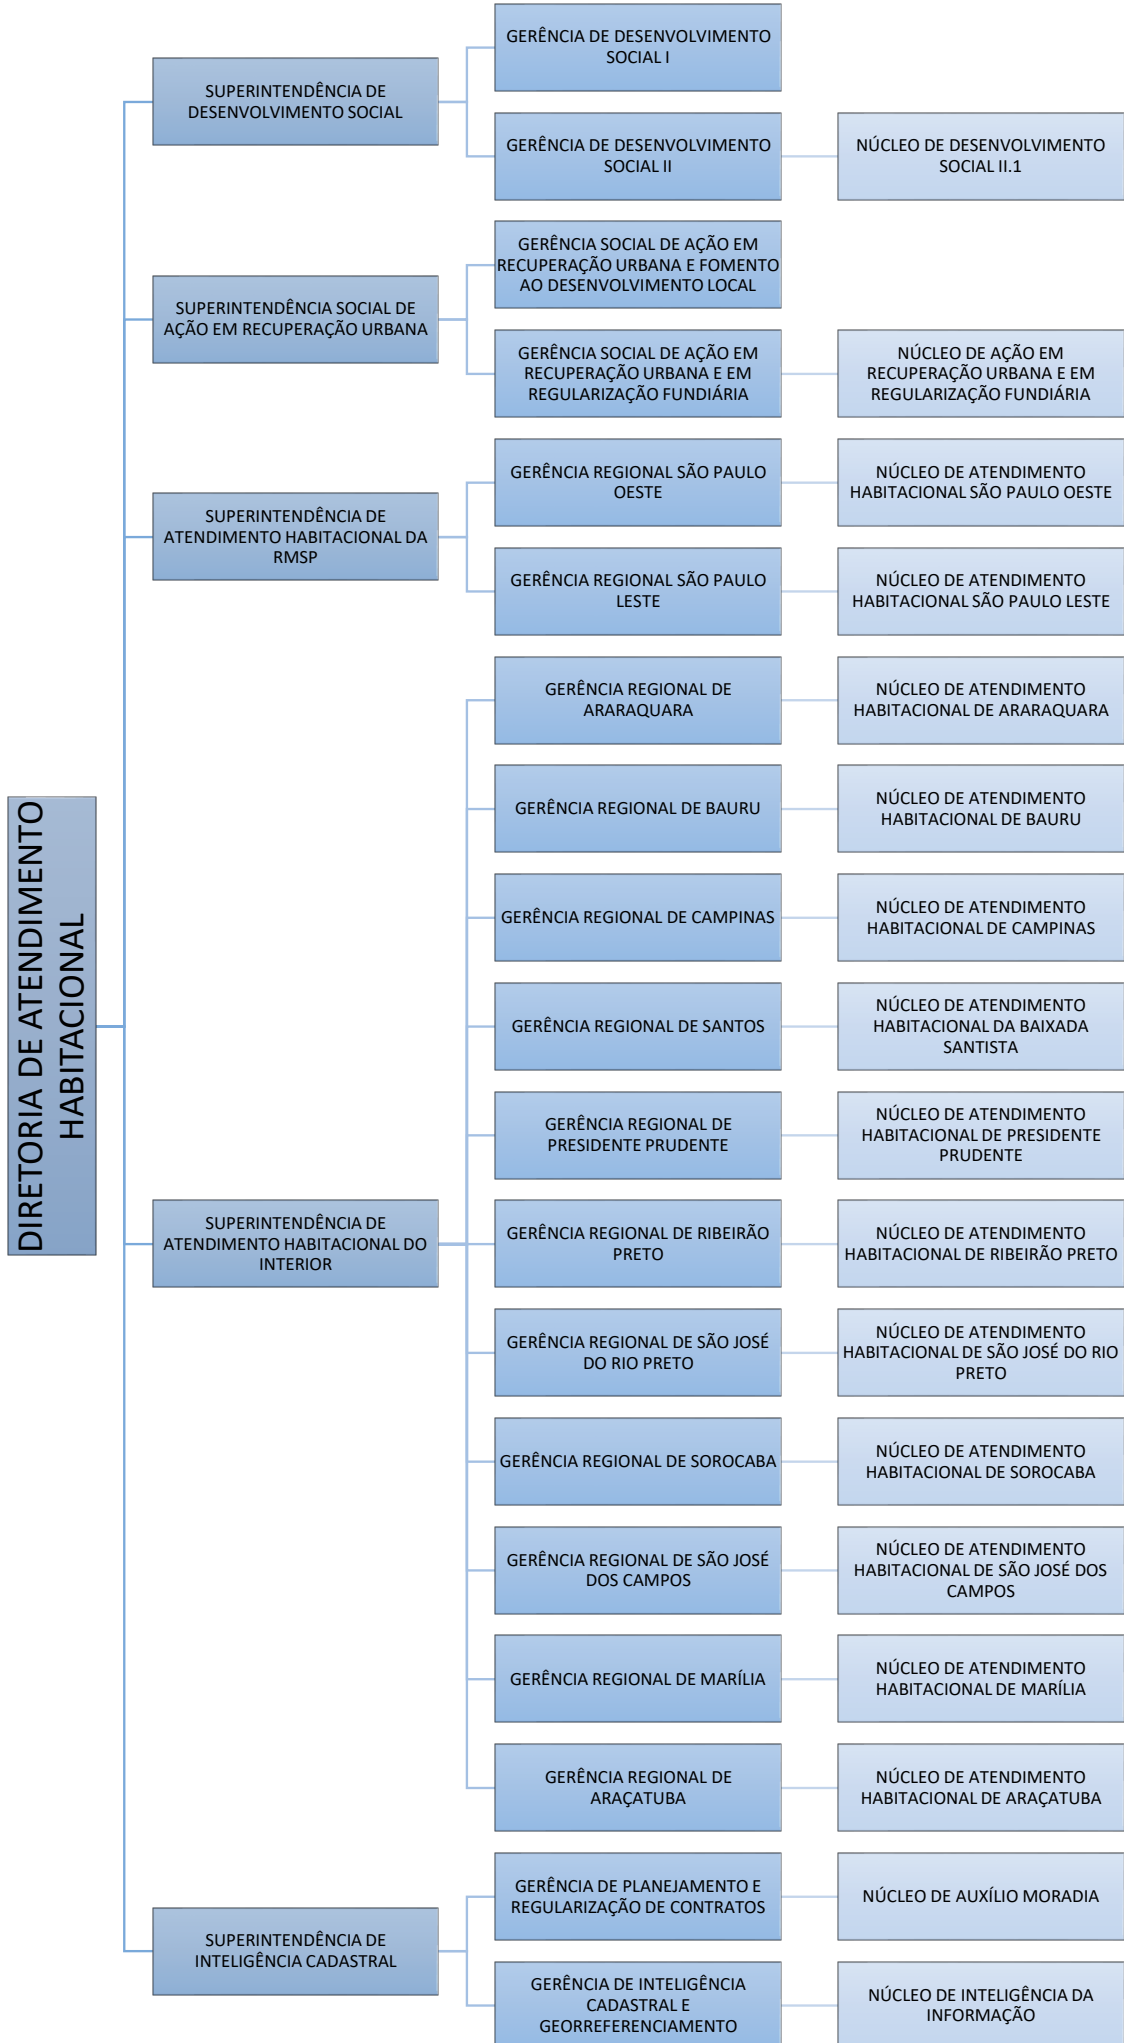 DIRETORIA DE ATENDIMENTO
HABITACIONAL
SUPERINTENDÊNCIA DE
DESENVOLVIMENTO SOCIAL
GERÊNCIA DE DESENVOLVIMENTO
SOCIAL I
GERÊNCIA DE DESENVOLVIMENTO
SOCIAL II
NÚCLEO DE DESENVOLVIMENTO
SOCIAL II.1
SUPERINTENDÊNCIA SOCIAL DE
AÇÃO EM RECUPERAÇÃO URBANA
GERÊNCIA SOCIAL DE AÇÃO EM
RECUPERAÇÃO URBANA E FOMENTO
AO DESENVOLVIMENTO LOCAL
GERÊNCIA SOCIAL DE AÇÃO EM
RECUPERAÇÃO URBANA E EM
REGULARIZAÇÃO FUNDIÁRIA
NÚCLEO DE AÇÃO EM
RECUPERAÇÃO URBANA E EM
REGULARIZAÇÃO FUNDIÁRIA
SUPERINTENDÊNCIA DE
ATENDIMENTO HABITACIONAL DA
RMSP
GERÊNCIA REGIONAL SÃO PAULO
OESTE
NÚCLEO DE ATENDIMENTO
HABITACIONAL SÃO PAULO OESTE
GERÊNCIA REGIONAL SÃO PAULO
LESTE
NÚCLEO DE ATENDIMENTO
HABITACIONAL SÃO PAULO LESTE
SUPERINTENDÊNCIA DE
ATENDIMENTO HABITACIONAL DO
INTERIOR
GERÊNCIA REGIONAL DE
ARARAQUARA
NÚCLEO DE ATENDIMENTO
HABITACIONAL DE ARARAQUARA
GERÊNCIA REGIONAL DE BAURU
NÚCLEO DE ATENDIMENTO
HABITACIONAL DE BAURU
GERÊNCIA REGIONAL DE CAMPINAS
NÚCLEO DE ATENDIMENTO
HABITACIONAL DE CAMPINAS
GERÊNCIA REGIONAL DE SANTOS
NÚCLEO DE ATENDIMENTO
HABITACIONAL DA BAIXADA
SANTISTA
GERÊNCIA REGIONAL DE
PRESIDENTE PRUDENTE
NÚCLEO DE ATENDIMENTO
HABITACIONAL DE PRESIDENTE
PRUDENTE
GERÊNCIA REGIONAL DE RIBEIRÃO
PRETO
NÚCLEO DE ATENDIMENTO
HABITACIONAL DE RIBEIRÃO PRETO
GERÊNCIA REGIONAL DE SÃO JOSÉ
DO RIO PRETO
NÚCLEO DE ATENDIMENTO
HABITACIONAL DE SÃO JOSÉ DO RIO
PRETO
GERÊNCIA REGIONAL DE SOROCABA
NÚCLEO DE ATENDIMENTO
HABITACIONAL DE SOROCABA
GERÊNCIA REGIONAL DE SÃO JOSÉ
DOS CAMPOS
NÚCLEO DE ATENDIMENTO
HABITACIONAL DE SÃO JOSÉ DOS
CAMPOS
GERÊNCIA REGIONAL DE MARÍLIA
NÚCLEO DE ATENDIMENTO
HABITACIONAL DE MARÍLIA
GERÊNCIA REGIONAL DE
ARAÇATUBA
NÚCLEO DE ATENDIMENTO
HABITACIONAL DE ARAÇATUBA
SUPERINTENDÊNCIA DE
INTELIGÊNCIA CADASTRAL
GERÊNCIA DE PLANEJAMENTO E
REGULARIZAÇÃO DE CONTRATOS
NÚCLEO DE AUXÍLIO MORADIA
GERÊNCIA DE INTELIGÊNCIA
CADASTRAL E
GEORREFERENCIAMENTO
NÚCLEO DE INTELIGÊNCIA DA
INFORMAÇÃO